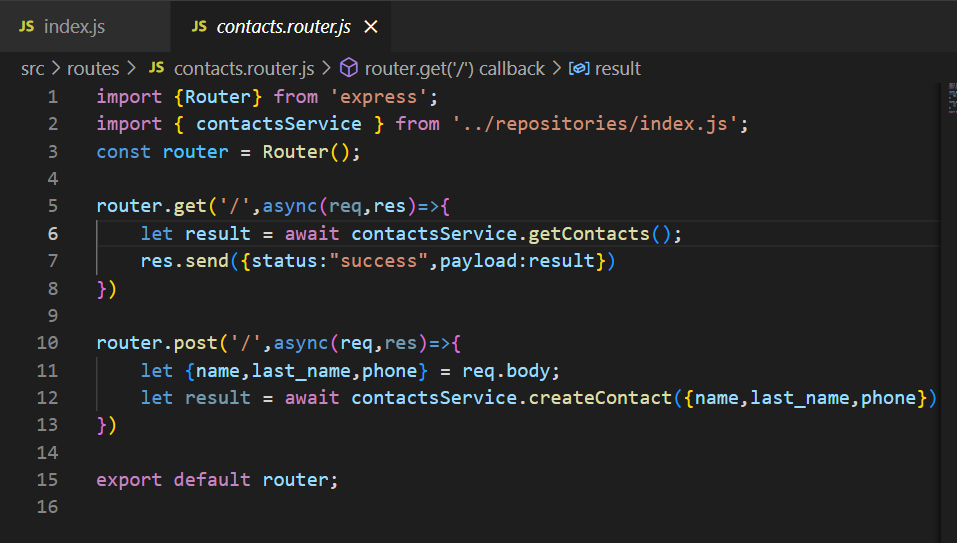 JS index.js JS contacts.router.js ×
src > routes > JS contacts.router.js > router.get('/') callback > result
1 import {Router} from 'express';
2 import { contactsService } from '../repositories/index.js';
3 const router = Router();
4
5 router.get('/',async(req,res)=>{
6     let result = await contactsService.getContacts();
7     res.send({status:"success",payload:result})
8 })
9
10 router.post('/',async(req,res)=>{
11     let {name,last_name,phone} = req.body;
12     let result = await contactsService.createContact({name,last_name,phone})
13 })
14
15 export default router;
16